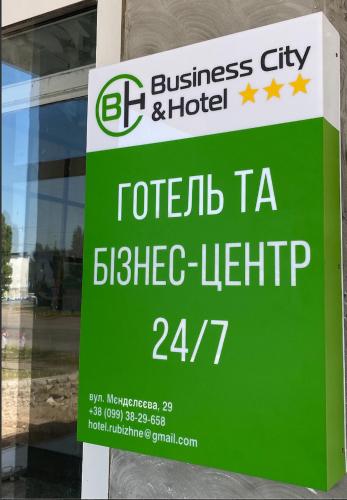 BH
Business City
& Hotel
ГОТЕЛЬ ТА
БІЗНЕС-ЦЕНТР
24/7
вул. Мєндєлєєва, 29
+38 (099) 38-29-658
hotel.rubizhne@gmail.com